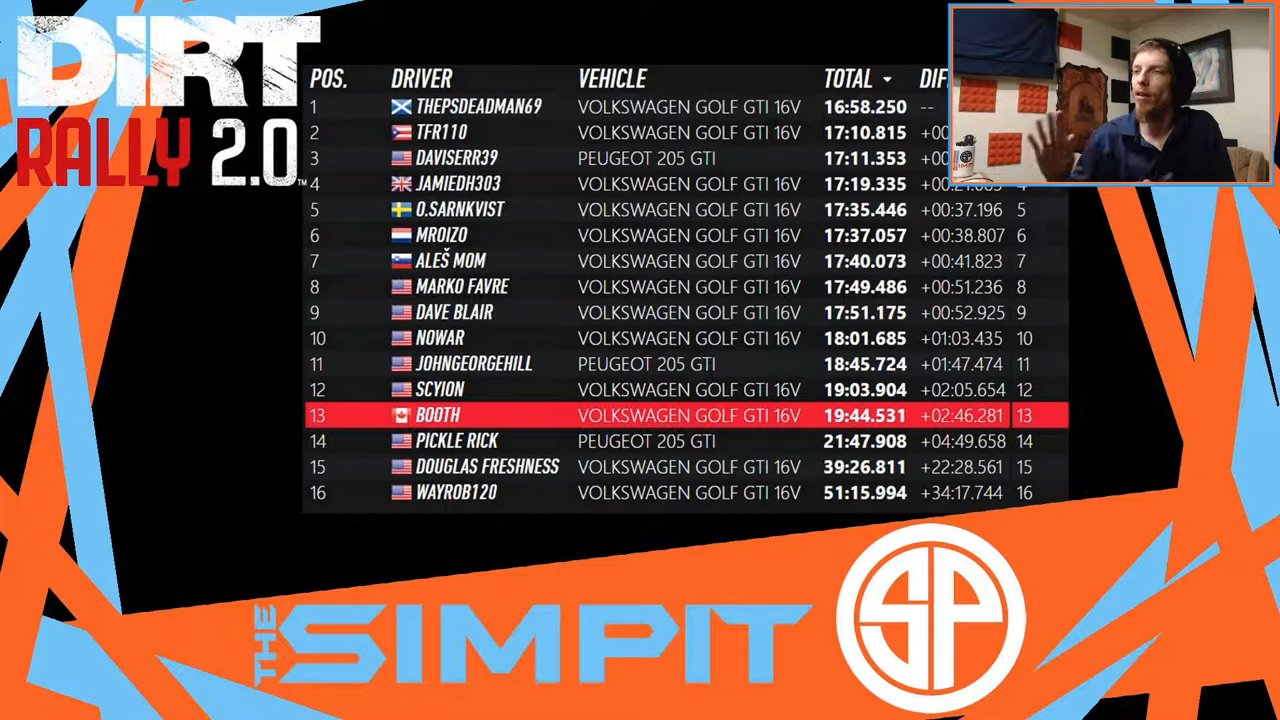 DiRT
RALLY 2.0™
POS. DRIVER VEHICLE TOTAL DIF
1 THEPSDEADMAN69 VOLKSWAGEN GOLF GTI 16V 16:58.250 --
2 TFR110 VOLKSWAGEN GOLF GTI 16V 17:10.815 +00
3 DAVISERR39 PEUGEOT 205 GTI 17:11.353 +00
4 JAMIEDH303 VOLKSWAGEN GOLF GTI 16V 17:19.335 +00:21.085 4
5 O.SARNKVIST VOLKSWAGEN GOLF GTI 16V 17:35.446 +00:37.196 5
6 MROIZO VOLKSWAGEN GOLF GTI 16V 17:37.057 +00:38.807 6
7 ALEŠ MOM VOLKSWAGEN GOLF GTI 16V 17:40.073 +00:41.823 7
8 MARKO FAVRE VOLKSWAGEN GOLF GTI 16V 17:49.486 +00:51.236 8
9 DAVE BLAIR VOLKSWAGEN GOLF GTI 16V 17:51.175 +00:52.925 9
10 NOWAR VOLKSWAGEN GOLF GTI 16V 18:01.685 +01:03.435 10
11 JOHNGEORGEHILL PEUGEOT 205 GTI 18:45.724 +01:47.474 11
12 SCYION VOLKSWAGEN GOLF GTI 16V 19:03.904 +02:05.654 12
13 BOOTH VOLKSWAGEN GOLF GTI 16V 19:44.531 +02:46.281 13
14 PICKLE RICK PEUGEOT 205 GTI 21:47.908 +04:49.658 14
15 DOUGLAS FRESHNESS VOLKSWAGEN GOLF GTI 16V 39:26.811 +22:28.561 15
16 WAYROB120 VOLKSWAGEN GOLF GTI 16V 51:15.994 +34:17.744 16
THE SIMPIT
SP